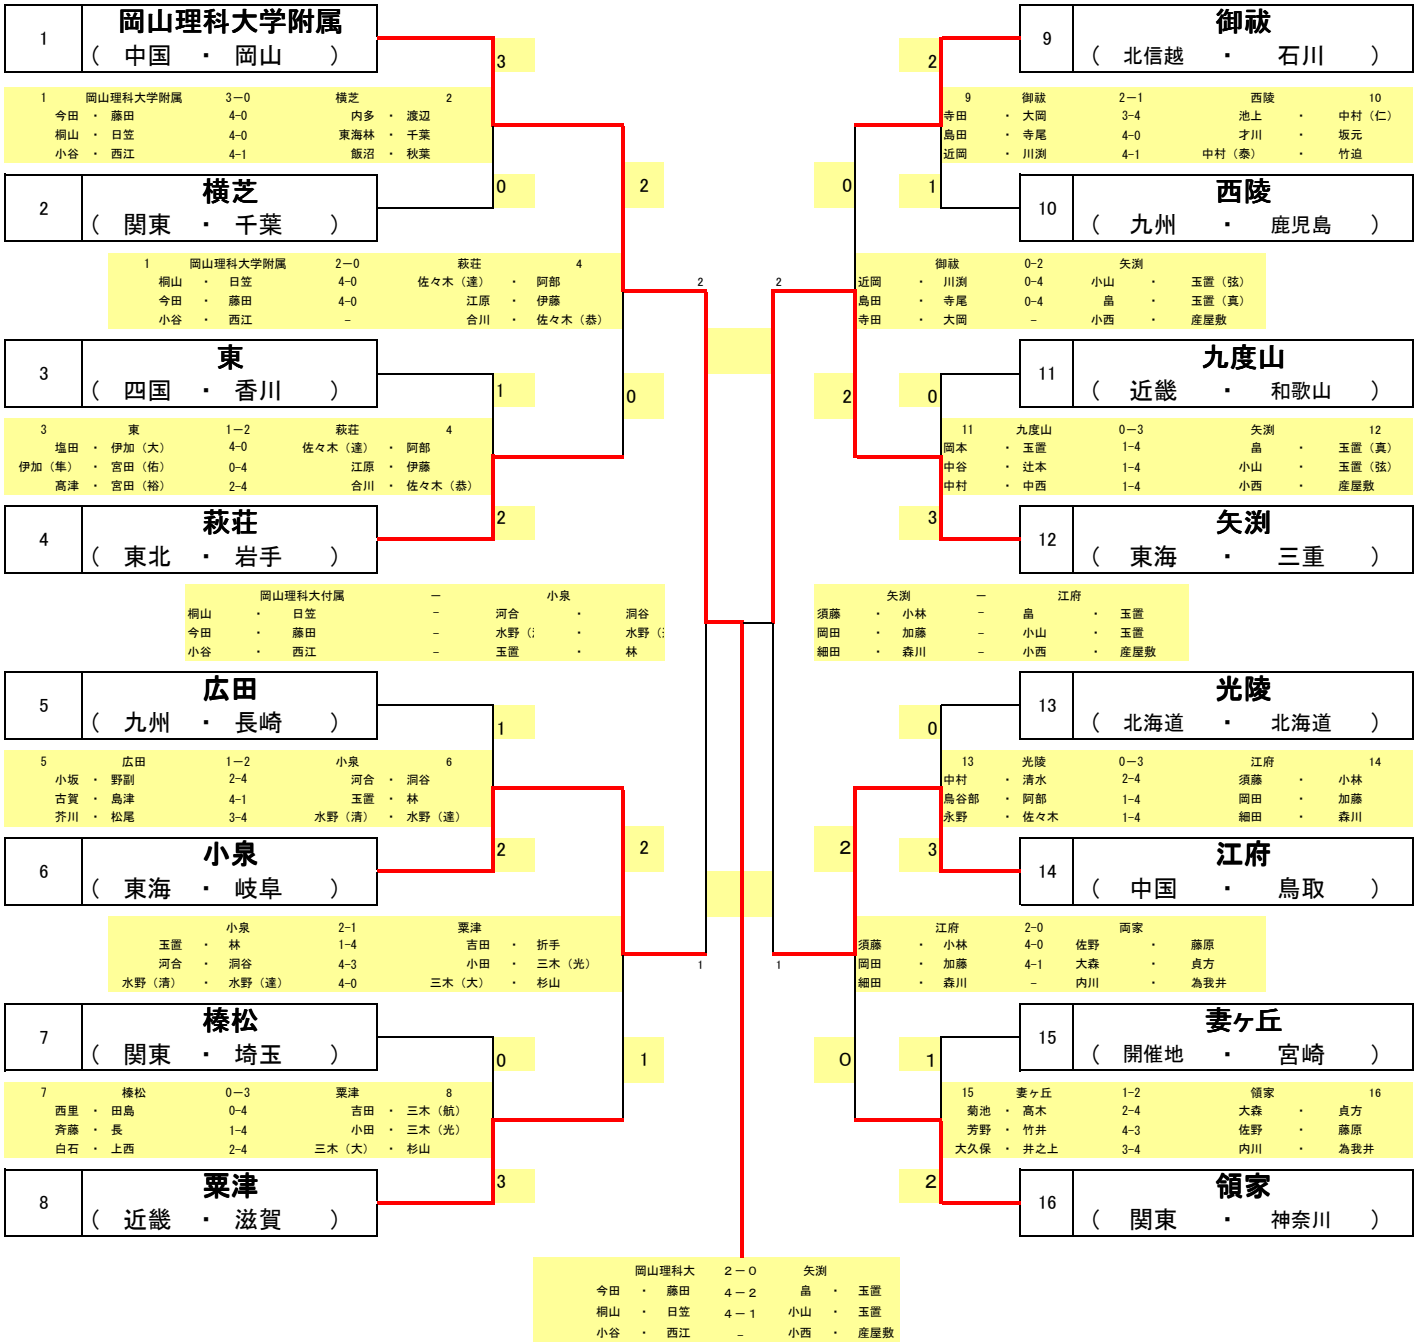 1 岡山理科大学附属
( 中国 ・ 岡山 )
3
1 岡山理科大学附属 3－0 横芝 2
今田 ・ 藤田 4-0 内多 ・ 渡辺
桐山 ・ 日笠 4-0 東海林 ・ 千葉
小谷 ・ 西江 4-1 飯沼 ・ 秋葉
2 横芝
( 関東 ・ 千葉 )
0
2
1 岡山理科大学附属 2－0 萩荘 4
桐山 ・ 日笠 4-0 佐々木（達） ・ 阿部
今田 ・ 藤田 4-0 江原 ・ 伊藤
小谷 ・ 西江 - 合川 ・ 佐々木（恭）
2
3 東
( 四国 ・ 香川 )
1
0
3 東 1－2 萩荘 4
塩田 ・ 伊加（大） 4-0 佐々木（達） ・ 阿部
伊加（隼） ・ 宮田（佑） 0-4 江原 ・ 伊藤
高津 ・ 宮田（裕） 2-4 合川 ・ 佐々木（恭）
4 萩荘
( 東北 ・ 岩手 )
2
岡山理科大付属 － 小泉
桐山 ・ 日笠 - 河合 ・ 洞谷
今田 ・ 藤田 - 水野（ ・ 水野（
小谷 ・ 西江 - 玉置 ・ 林
5 広田
( 九州 ・ 長崎 )
1
5 広田 1－2 小泉 6
小坂 ・ 野副 2-4 河合 ・ 洞谷
古賀 ・ 島津 4-1 玉置 ・ 林
芥川 ・ 松尾 3-4 水野（清） ・ 水野（達）
6 小泉
( 東海 ・ 岐阜 )
2
2
小泉 2-1 粟津
玉置 ・ 林 1-4 吉田 ・ 折手
河合 ・ 洞谷 4-3 小田 ・ 三木（光）
水野（清） ・ 水野（達） 4-0 三木（大） ・ 杉山
1
7 榛松
( 関東 ・ 埼玉 )
0
1
7 榛松 0－3 粟津 8
西里 ・ 田島 0-4 吉田 ・ 三木（航）
斉藤 ・ 長 1-4 小田 ・ 三木（光）
白石 ・ 上西 2-4 三木（大） ・ 杉山
8 粟津
( 近畿 ・ 滋賀 )
3
9 御祓
( 北信越 ・ 石川 )
2
9 御祓 2－1 西陵 10
寺田 ・ 大岡 3-4 池上 ・ 中村（仁）
島田 ・ 寺尾 4-0 才川 ・ 坂元
近岡 ・ 川渕 4-1 中村（泰） ・ 竹迫
10 西陵
( 九州 ・ 鹿児島 )
1
0
御祓 0-2 矢渕
近岡 ・ 川渕 0-4 小山 ・ 玉置（弦）
島田 ・ 寺尾 0-4 畠 ・ 玉置（真）
寺田 ・ 大岡 - 小西 ・ 産屋敷
2
11 九度山
( 近畿 ・ 和歌山 )
0
2
11 九度山 0－3 矢渕 12
岡本 ・ 玉置 1-4 畠 ・ 玉置（真）
中谷 ・ 辻本 1-4 小山 ・ 玉置（弦）
中村 ・ 中西 1-4 小西 ・ 産屋敷
12 矢渕
( 東海 ・ 三重 )
3
矢渕 － 江府
須藤 ・ 小林 - 畠 ・ 玉置
岡田 ・ 加藤 - 小山 ・ 玉置
細田 ・ 森川 - 小西 ・ 産屋敷
13 光陵
( 北海道 ・ 北海道 )
0
13 光陵 0－3 江府 14
中村 ・ 清水 2-4 須藤 ・ 小林
鳥谷部 ・ 阿部 1-4 岡田 ・ 加藤
永野 ・ 佐々木 1-4 細田 ・ 森川
14 江府
( 中国 ・ 鳥取 )
3
2
江府 2-0 両家
須藤 ・ 小林 4-0 佐野 ・ 藤原
岡田 ・ 加藤 4-1 大森 ・ 貞方
細田 ・ 森川 - 内川 ・ 為我井
1
15 妻ヶ丘
( 開催地 ・ 宮崎 )
1
0
15 妻ヶ丘 1-2 領家 16
菊池 ・ 高木 2-4 大森 ・ 貞方
芳野 ・ 竹井 4-3 佐野 ・ 藤原
大久保 ・ 井之上 3-4 内川 ・ 為我井
16 領家
( 関東 ・ 神奈川 )
2
岡山理科大 ２－０ 矢渕
今田 ・ 藤田 ４－２ 畠 ・ 玉置
桐山 ・ 日笠 ４－１ 小山 ・ 玉置
小谷 ・ 西江 - 小西 ・ 産屋敷